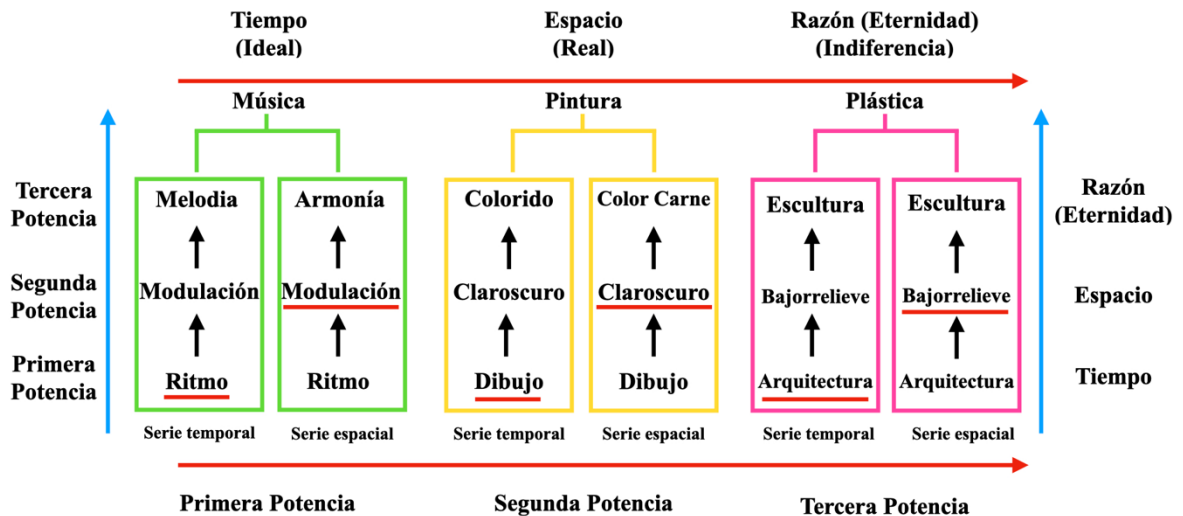 Tiempo
(Ideal)
Espacio
(Real)
Razón (Eternidad)
(Indiferencia)
Música
Pintura
Plástica
Tercera
Potencia
Melodia
Armonía
Colorido
Color Carne
Escultura
Escultura
Razón
(Eternidad)
Segunda
Potencia
Modulación
Modulación
Claroscuro
Claroscuro
Bajorrelieve
Bajorrelieve
Espacio
Primera
Potencia
Ritmo
Ritmo
Dibujo
Dibujo
Arquitectura
Arquitectura
Tiempo
Serie temporal
Serie espacial
Serie temporal
Serie espacial
Serie temporal
Serie espacial
Primera Potencia
Segunda Potencia
Tercera Potencia